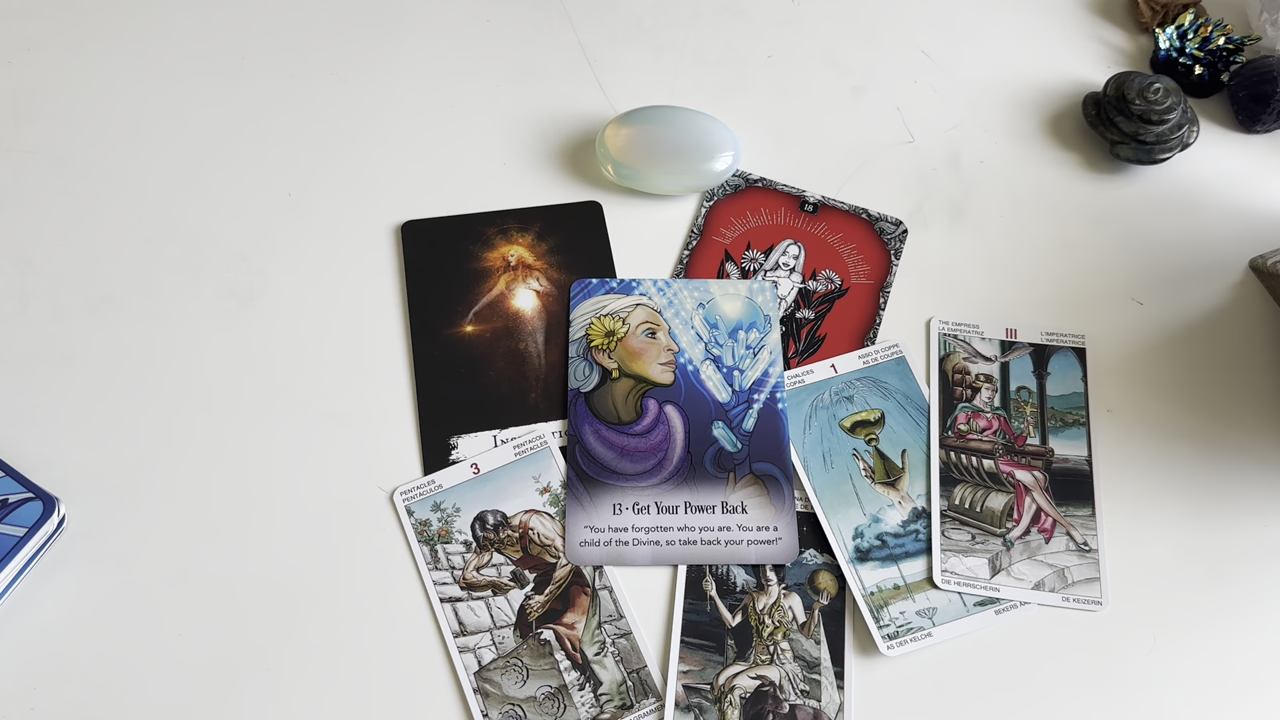 18
THE EMPRESS
LA EMPERATRIZ
III
L'IMPERATRICE
L'IMPÉRATRICE
CHALICES
COPAS
1
ASSO DI COPPE
AS DE COUPES
PENTACLES
PENTÁCULOS
3
PENTACOLI
PENTACLES
13 • Get Your Power Back
"You have forgotten who you are. You are a
child of the Divine, so take back your power!"
DIE HERRSCHERIN
DE KEIZERIN
AS DER KELCHE
BEKERS